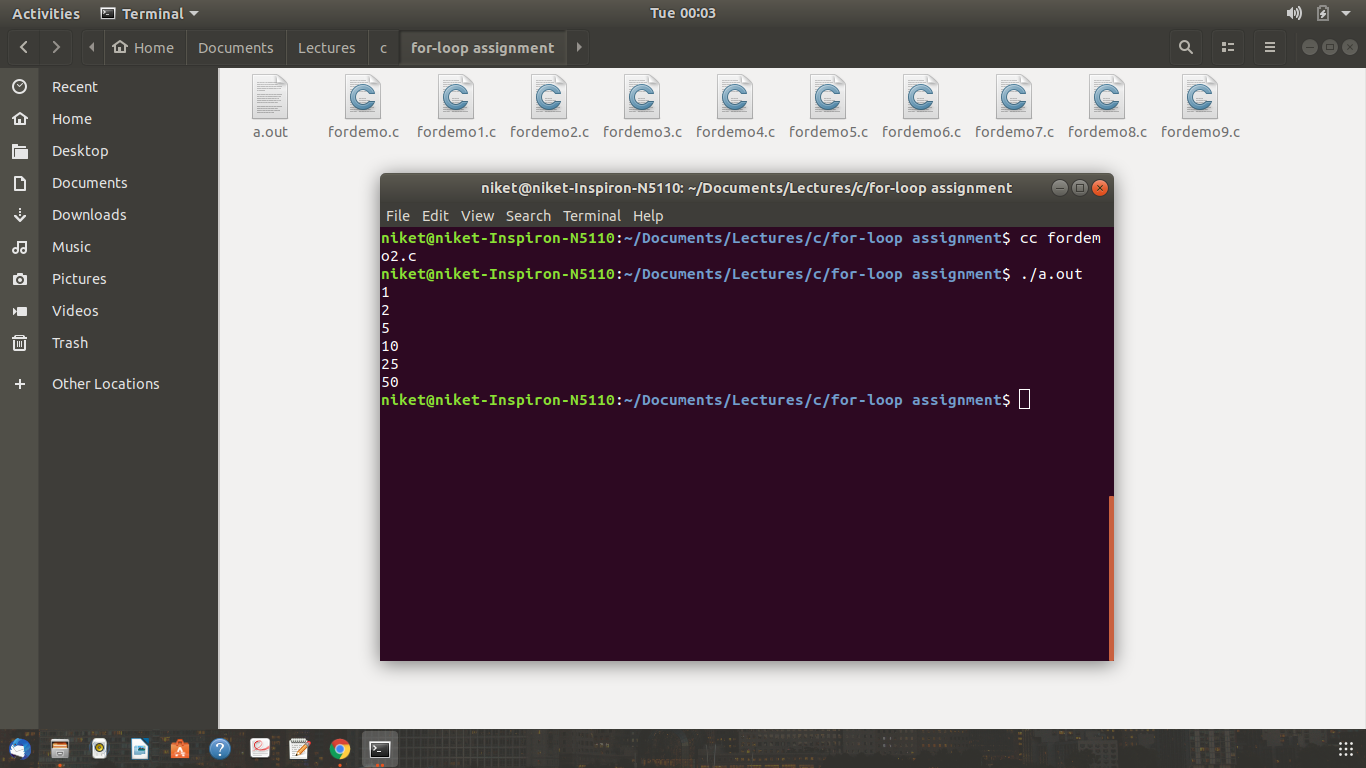 Activities Terminal Tue 00:03
Home Documents Lectures c for-loop assignment
Recent
Home
Desktop
Documents
Downloads
Music
Pictures
Videos
Trash
Other Locations
a.out fordemo.c fordemo1.c fordemo2.c fordemo3.c fordemo4.c fordemo5.c fordemo6.c fordemo7.c fordemo8.c fordemo9.c
niket@niket-Inspiron-N5110: ~/Documents/Lectures/c/for-loop assignment
File Edit View Search Terminal Help
niket@niket-Inspiron-N5110:~/Documents/Lectures/c/for-loop assignment$ cc fordem
o2.c
niket@niket-Inspiron-N5110:~/Documents/Lectures/c/for-loop assignment$ ./a.out
1
2
5
10
25
50
niket@niket-Inspiron-N5110:~/Documents/Lectures/c/for-loop assignment$